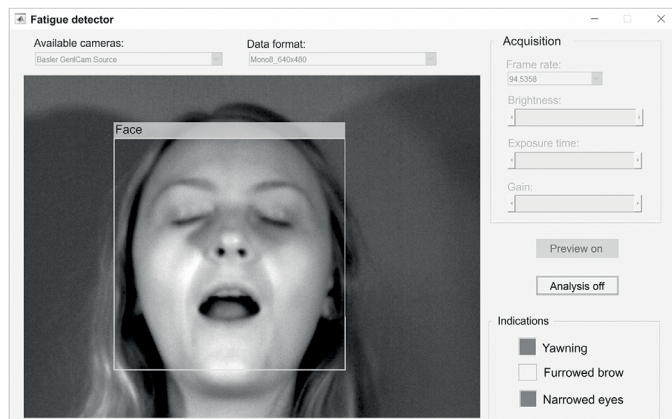 Fatigue detector
Available cameras:
Data format:
Basler GenICam Source
Mono8_640x480
Face
Acquisition
Frame rate:
94.5358
Brightness:
Exposure time:
Gain:
Preview on
Analysis off
Indications
Yawning
Furrowed brow
Narrowed eyes